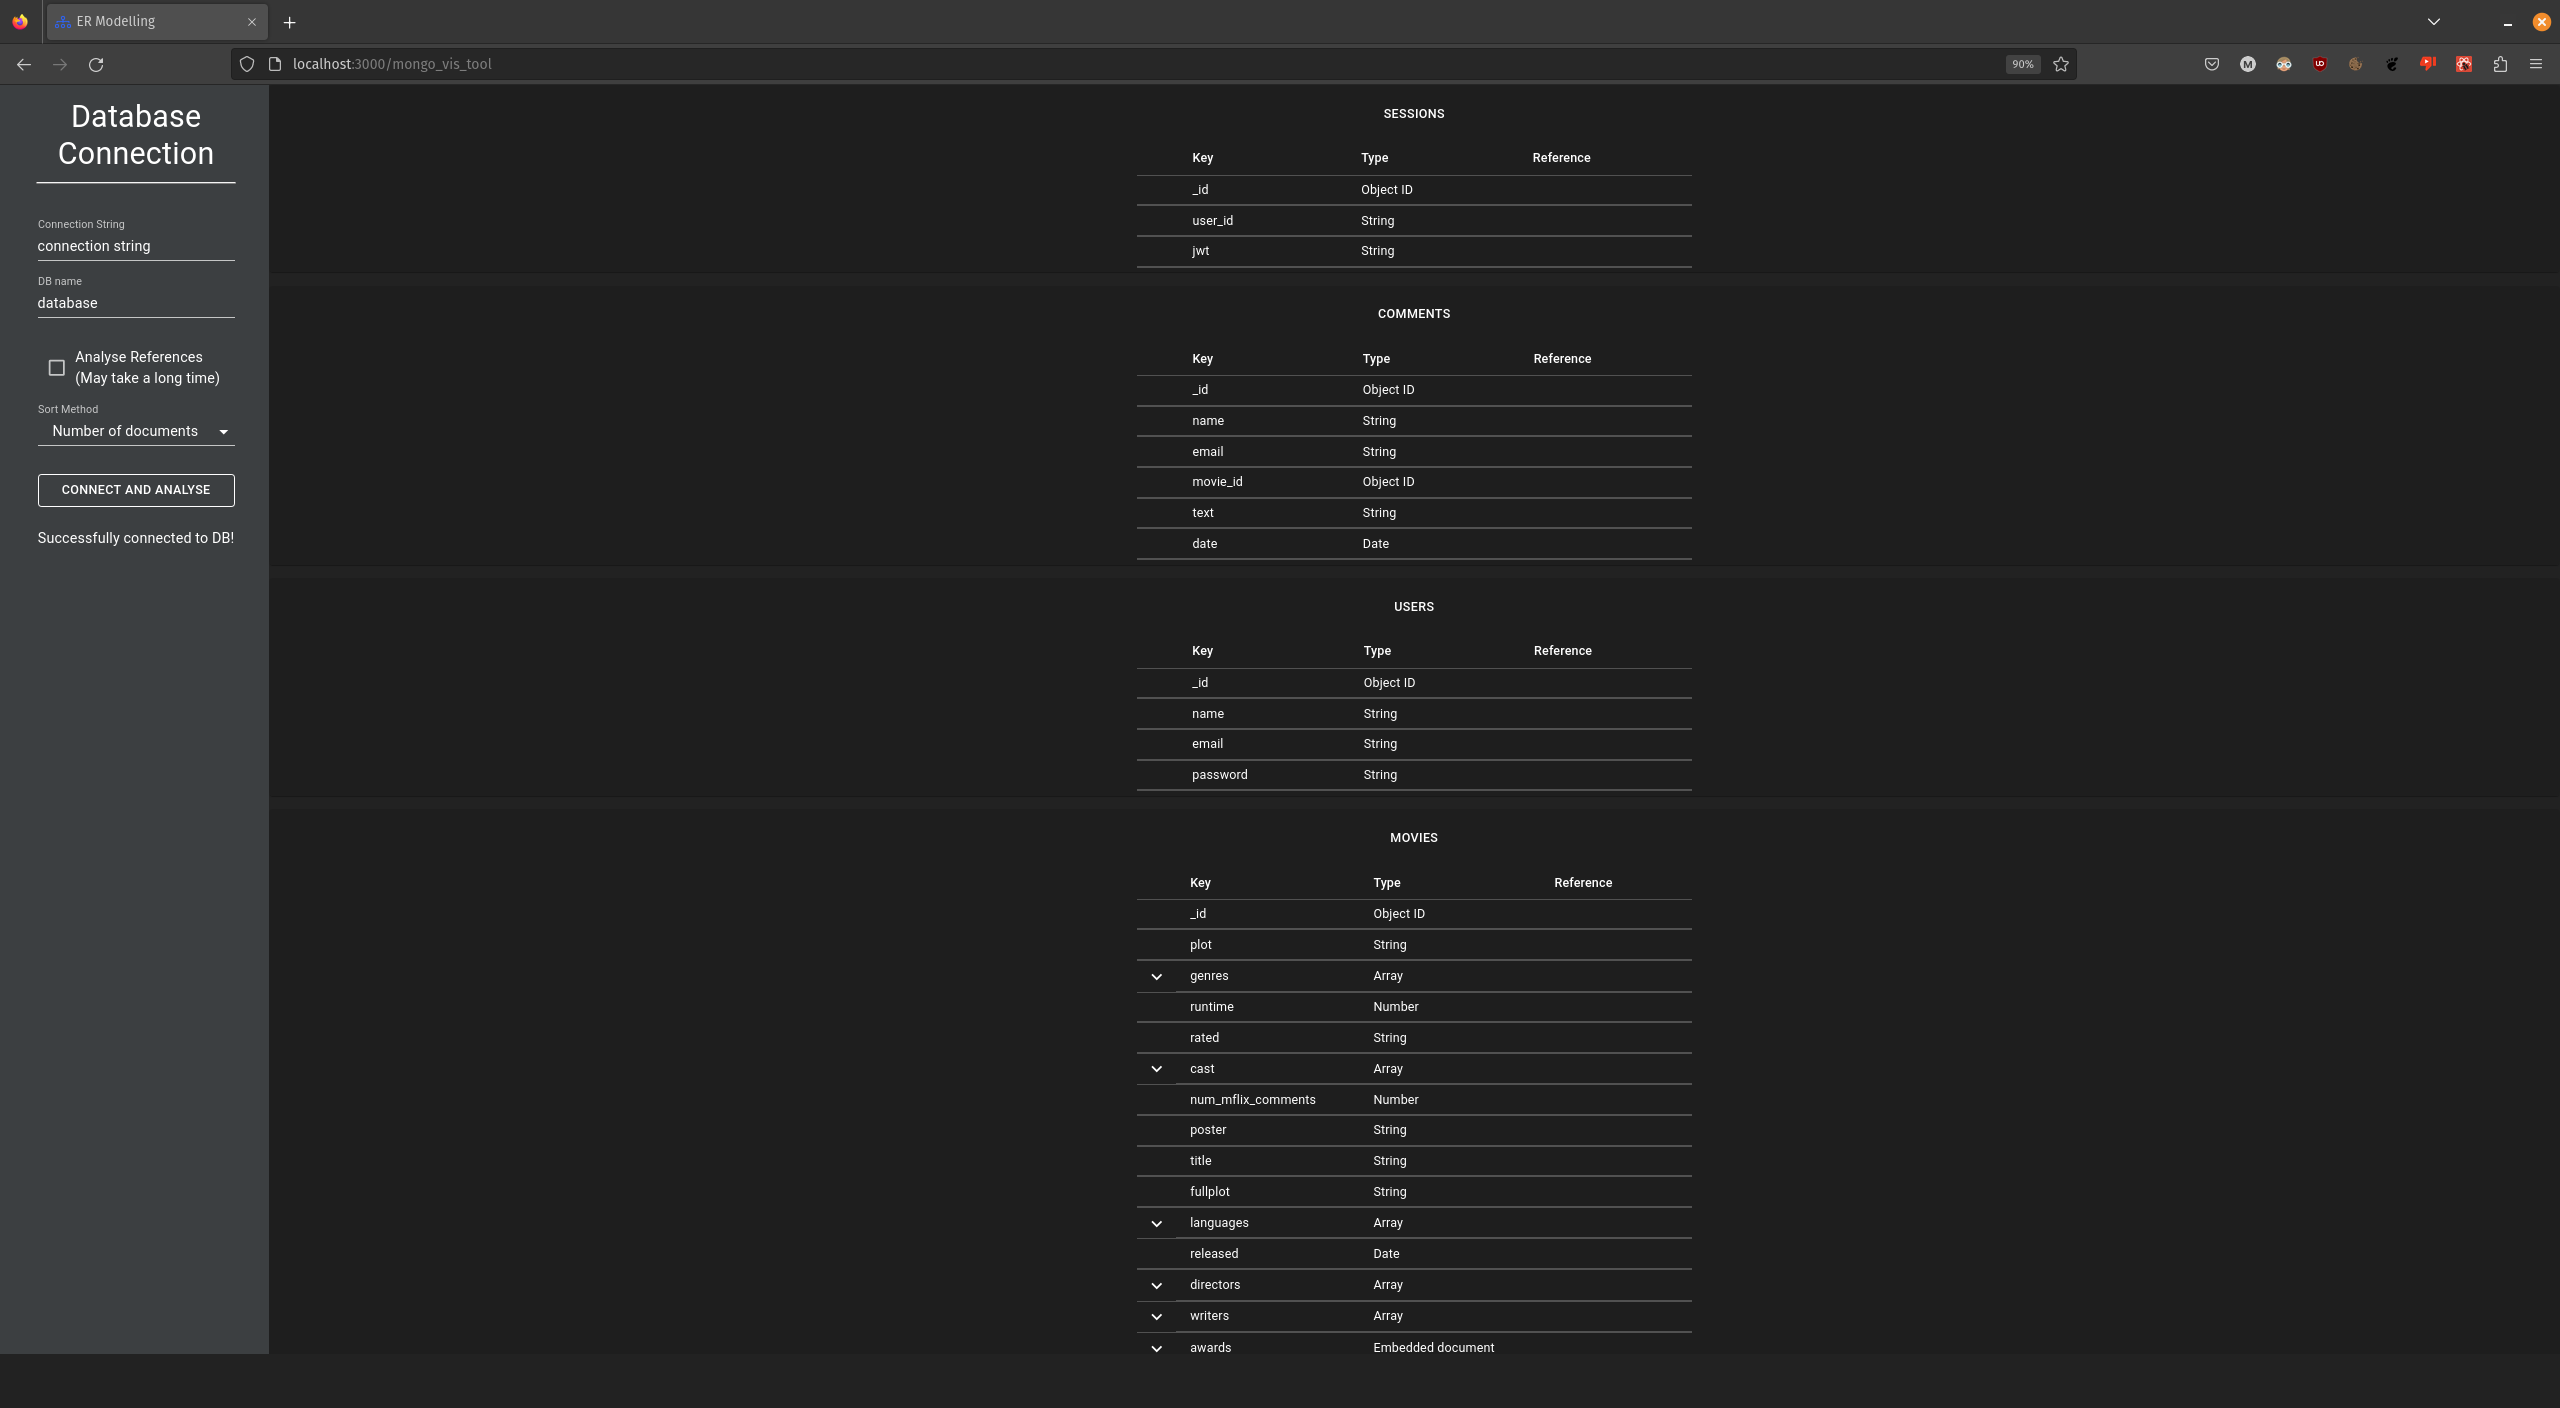 ER Modelling
localhost:3000/mongo_vis_tool
90%
Database
Connection
Connection String
connection string
DB name
database
Analyse References
(May take a long time)
Sort Method
Number of documents
CONNECT AND ANALYSE
Successfully connected to DB!
SESSIONS
Key Type Reference
_id Object ID
user_id String
jwt String
COMMENTS
Key Type Reference
_id Object ID
name String
email String
movie_id Object ID
text String
date Date
USERS
Key Type Reference
_id Object ID
name String
email String
password String
MOVIES
Key Type Reference
_id Object ID
plot String
genres Array
runtime Number
rated String
cast Array
num_mflix_comments Number
poster String
title String
fullplot String
languages Array
released Date
directors Array
writers Array
awards Embedded document